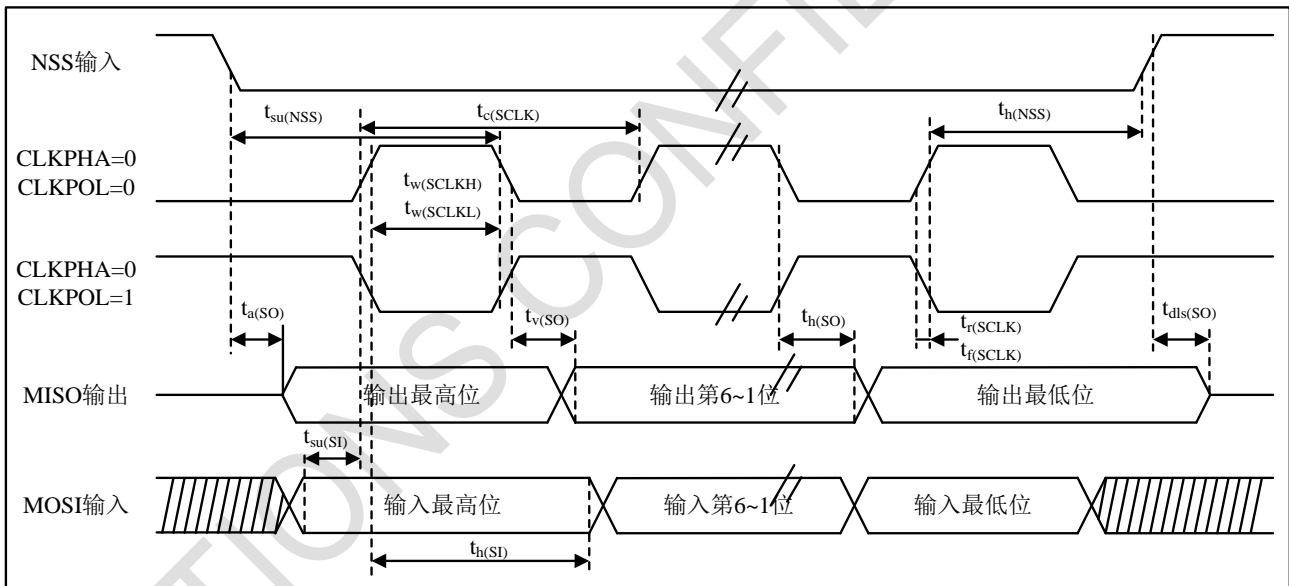 NSS输入
tsu(NSS)
tc(SCLK)
th(NSS)
CLKPHA=0
CLKPOL=0
tw(SCLKH)
tw(SCLKL)
CLKPHA=0
CLKPOL=1
ta(SO)
tv(SO)
th(SO)
tr(SCLK)
tf(SCLK)
tdls(SO)
MISO输出
输出最高位
输出第6~1位
输出最低位
tsu(SI)
MOSI输入
输入最高位
输入第6~1位
输入最低位
th(SI)